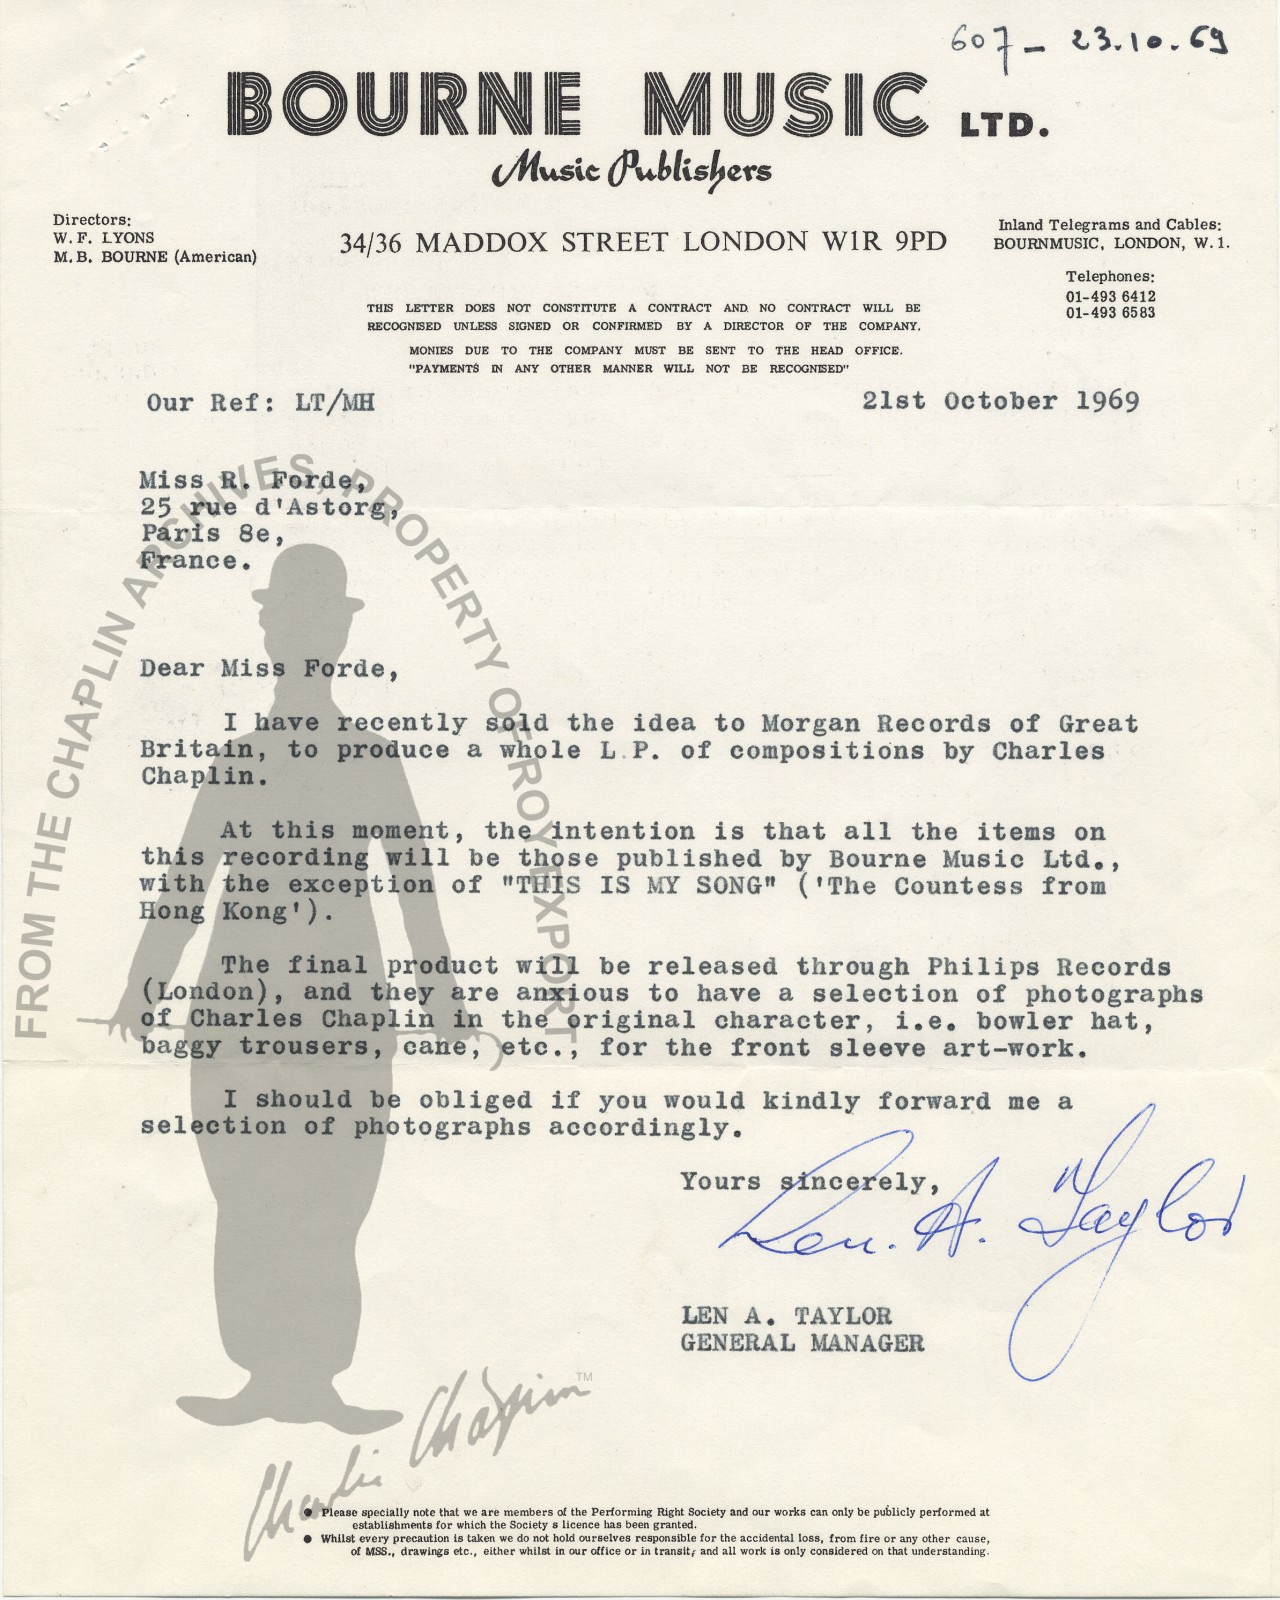 607 - 23.10.69
BOURNE MUSIC LTD.
Music Publishers
Directors:
W. F. LYONS
M. B. BOURNE (American)
34/36 MADDOX STREET LONDON W1R 9PD
Inland Telegrams and Cables:
BOURNMUSIC, LONDON, W. 1.
Telephones:
01-493 6412
01-493 6583
THIS LETTER DOES NOT CONSTITUTE A CONTRACT AND NO CONTRACT WILL BE
RECOGNISED UNLESS SIGNED OR CONFIRMED BY A DIRECTOR OF THE COMPANY.
MONIES DUE TO THE COMPANY MUST BE SENT TO THE HEAD OFFICE.
"PAYMENTS IN ANY OTHER MANNER WILL NOT BE RECOGNISED"
Our Ref: LT/MH
21st October 1969
Miss R. Forde,
25 rue d'Astorg,
Paris 8e,
France.
Dear Miss Forde,
I have recently sold the idea to Morgan Records of Great
Britain, to produce a whole L.P. of compositions by Charles
Chaplin.
At this moment, the intention is that all the items on
this recording will be those published by Bourne Music Ltd.,
with the exception of "THIS IS MY SONG" ('The Countess from
Hong Kong').
The final product will be released through Philips Records
(London), and they are anxious to have a selection of photographs
of Charles Chaplin in the original character, i.e. bowler hat,
baggy trousers, cane, etc., for the front sleeve art-work.
I should be obliged if you would kindly forward me a
selection of photographs accordingly.
Yours sincerely,
Len. A. Taylor
LEN A. TAYLOR
GENERAL MANAGER
FROM THE CHAPLIN ARCHIVES, PROPERTY OF ROY EXPORT
Charlie Chaplin TM
● Please specially note that we are members of the Performing Right Society and our works can only be publicly performed at
establishments for which the Society s licence has been granted.
● Whilst every precaution is taken we do not hold ourselves responsible for the accidental loss, from fire or any other cause,
of MSS., drawings etc., either whilst in our office or in transit, and all work is only considered on that understanding.